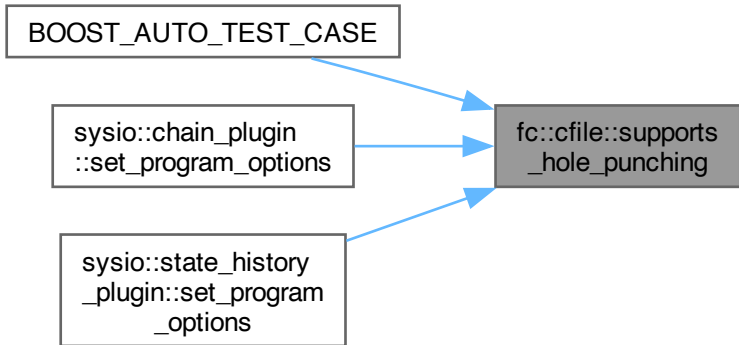 BOOST_AUTO_TEST_CASE
sysio::chain_plugin
::set_program_options
fc::cfile::supports
_hole_punching
sysio::state_history
_plugin::set_program
_options